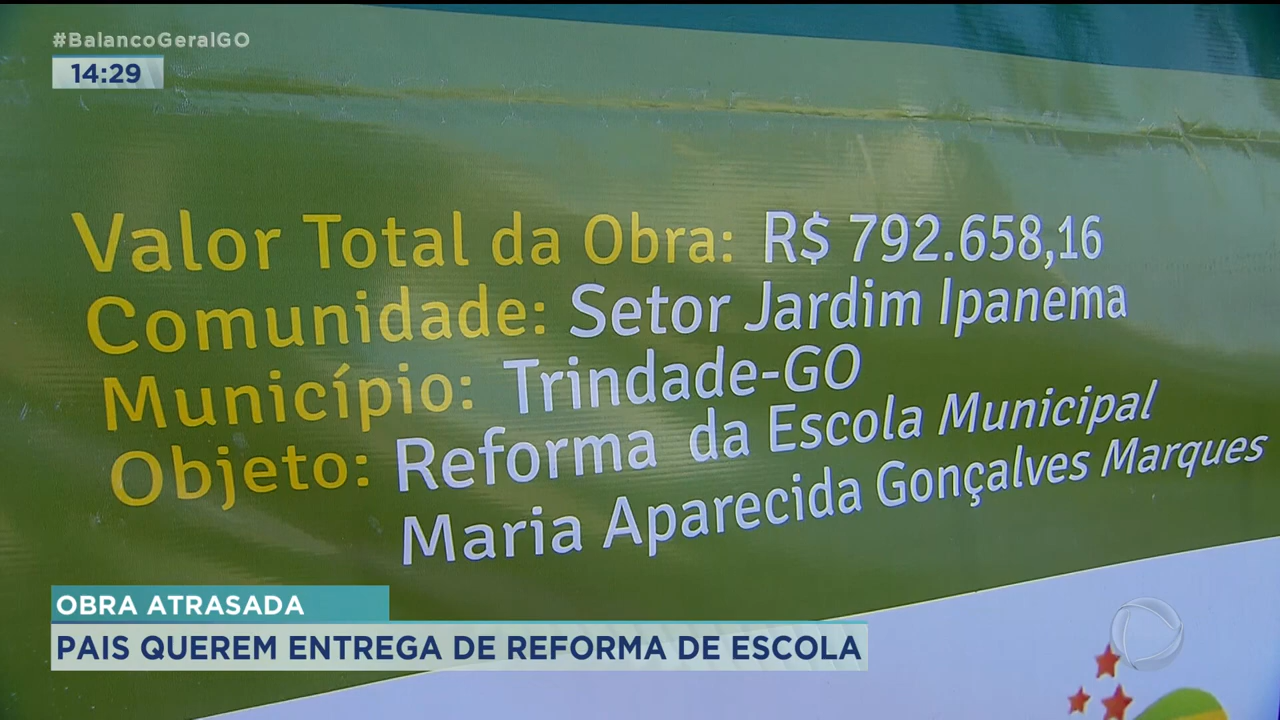 #BalancoGeralGO
14:29
Valor Total da Obra: R$ 792.658,16
Comunidade: Setor Jardim Ipanema
Município: Trindade-GO
Objeto: Reforma da Escola Municipal
Maria Aparecida Gonçalves Marques
OBRA ATRASADA
PAIS QUEREM ENTREGA DE REFORMA DE ESCOLA